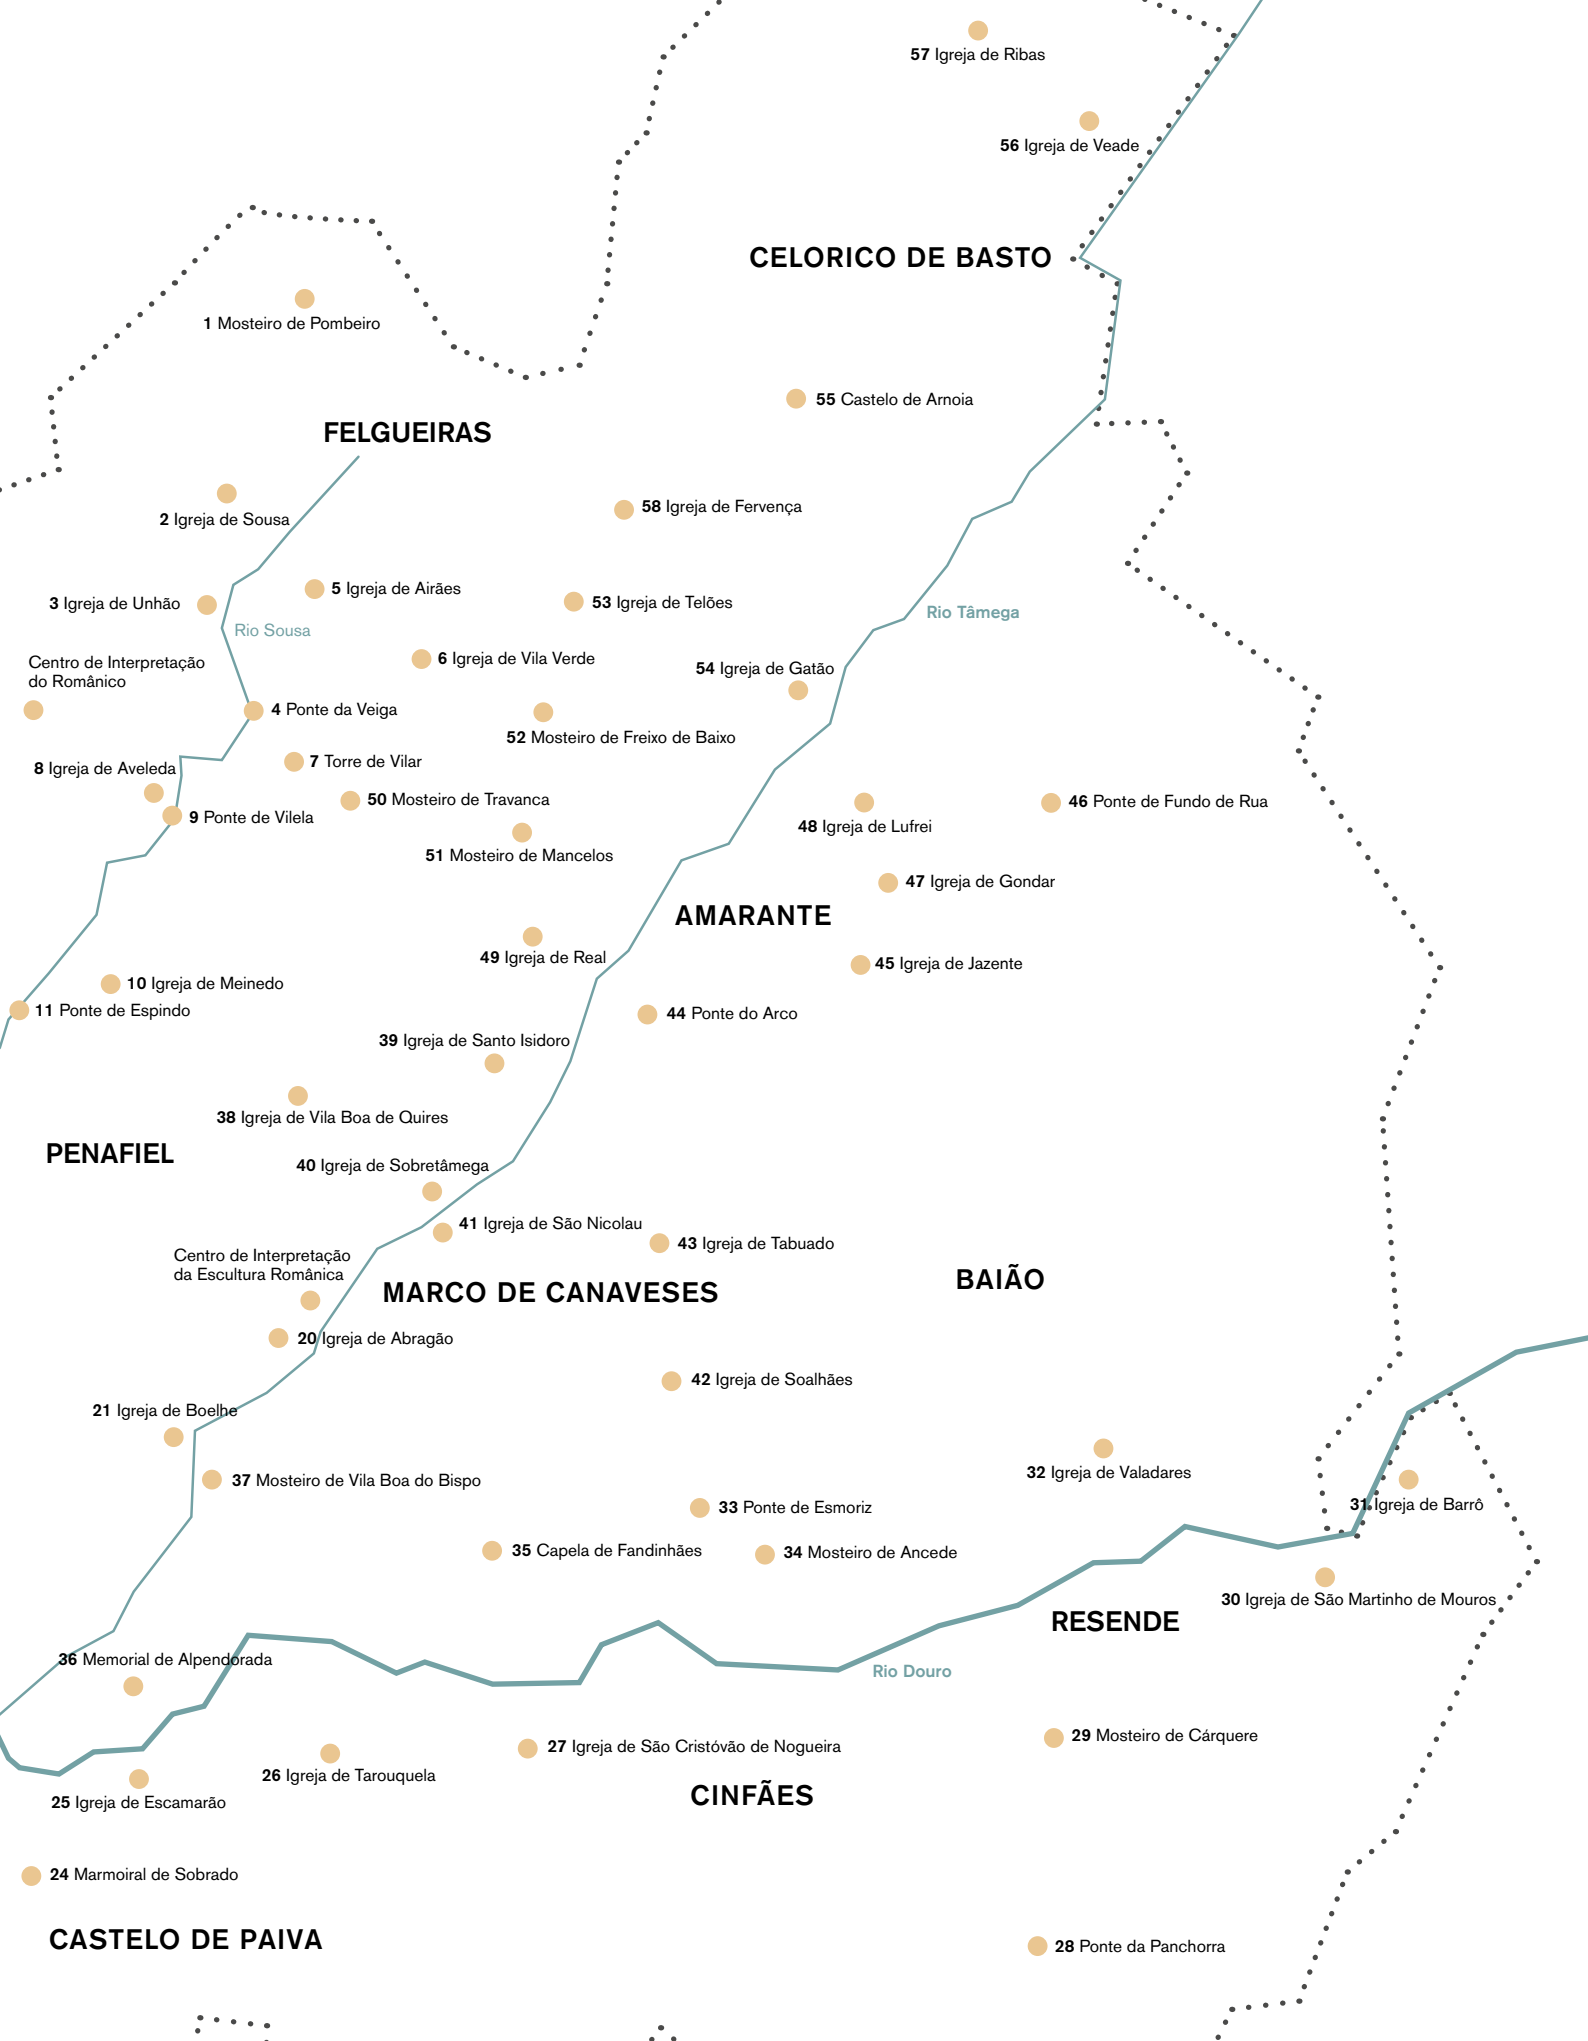 57 Igreja de Ribas
56 Igreja de Veade
CELORICO DE BASTO
1 Mosteiro de Pombeiro
55 Castelo de Arnoia
FELGUEIRAS
2 Igreja de Sousa
58 Igreja de Fervença
5 Igreja de Airães
3 Igreja de Unhão
53 Igreja de Telões
Rio Tâmega
Rio Sousa
Centro de Interpretação
do Românico
6 Igreja de Vila Verde
54 Igreja de Gatão
4 Ponte da Veiga
52 Mosteiro de Freixo de Baixo
7 Torre de Vilar
8 Igreja de Aveleda
50 Mosteiro de Travanca
46 Ponte de Fundo de Rua
9 Ponte de Vilela
48 Igreja de Lufrei
51 Mosteiro de Mancelos
47 Igreja de Gondar
AMARANTE
49 Igreja de Real
45 Igreja de Jazente
10 Igreja de Meinedo
11 Ponte de Espindo
44 Ponte do Arco
39 Igreja de Santo Isidoro
38 Igreja de Vila Boa de Quires
PENAFIEL
40 Igreja de Sobretâmega
41 Igreja de São Nicolau
43 Igreja de Tabuado
Centro de Interpretação
da Escultura Românica
BAIÃO
MARCO DE CANAVESES
20 Igreja de Abragão
42 Igreja de Soalhães
21 Igreja de Boelhe
32 Igreja de Valadares
37 Mosteiro de Vila Boa do Bispo
31 Igreja de Barrô
33 Ponte de Esmoriz
35 Capela de Fandinhães
34 Mosteiro de Ancede
30 Igreja de São Martinho de Mouros
RESENDE
36 Memorial de Alpendorada
Rio Douro
29 Mosteiro de Cárquere
27 Igreja de São Cristóvão de Nogueira
26 Igreja de Tarouquela
CINFÃES
25 Igreja de Escamarão
24 Marmoiral de Sobrado
CASTELO DE PAIVA
28 Ponte da Panchorra